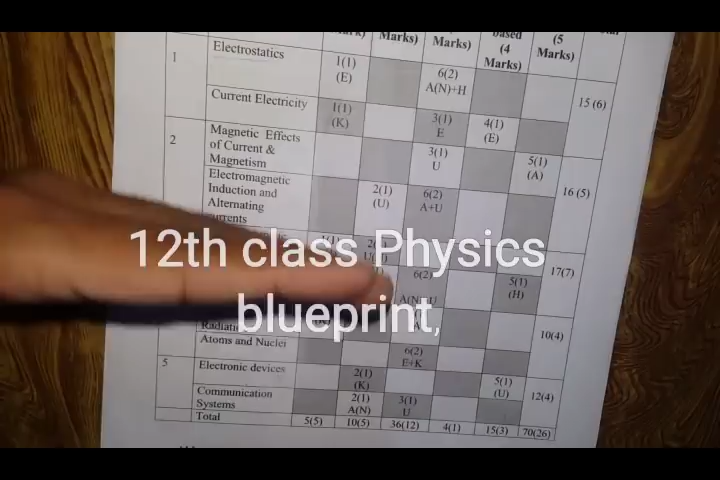 Marks)
Marks)
based
(4
Marks)
(5
Marks)
1
Electrostatics
1(1)
(E)
6(2)
A(N)+H
15 (6)
Current Electricity
1(1)
(K)
3(1)
E
4(1)
(E)
2
Magnetic Effects
of Current &
Magnetism
3(1)
U
5(1)
(A)
16 (5)
Electromagnetic
Induction and
Alternating
2(1)
(U)
6(2)
A+U
12th class Physics
blueprint,
6(2)
5(1)
(H)
17(7)
10(4)
Atoms and Nuclei
6(2)
E+K
5
Electronic devices
2(1)
(K)
5(1)
(U)
12(4)
Communication
Systems
2(1)
A(N)
3(1)
U
Total
5(5)
10(5)
36(12)
4(1)
15(3)
70(26)